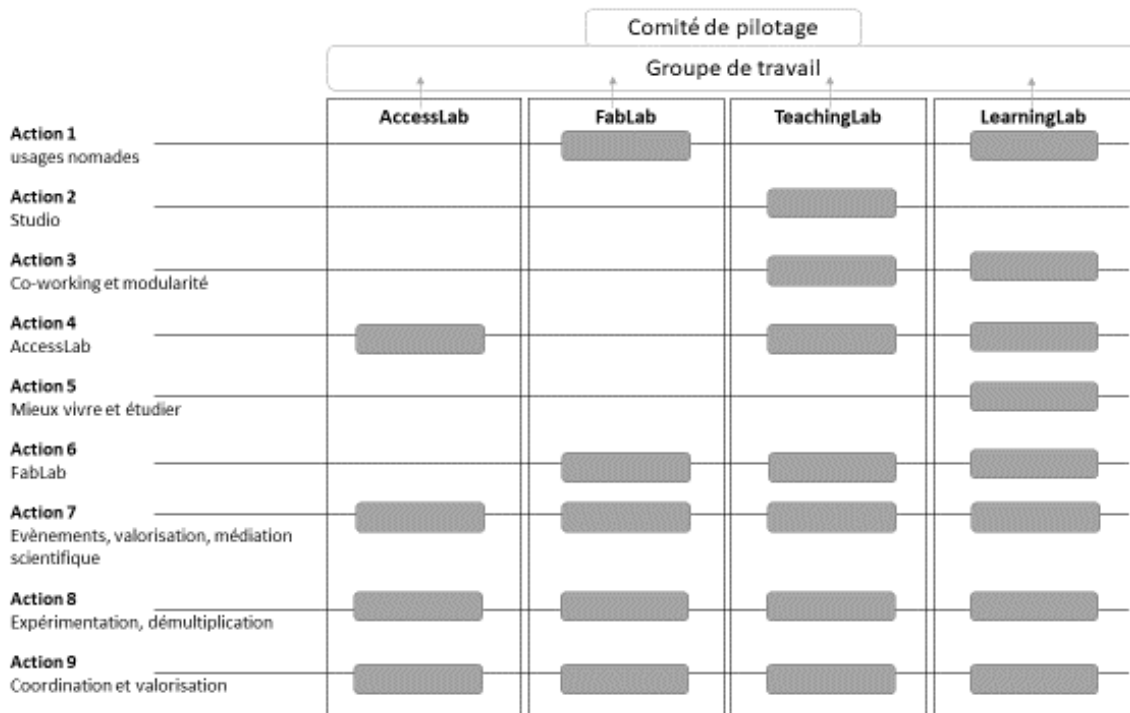 Comité de pilotage
Groupe de travail
AccessLab FabLab TeachingLab LearningLab
Action 1
usages nomades
Action 2
Studio
Action 3
Co-working et modularité
Action 4
AccessLab
Action 5
Mieux vivre et étudier
Action 6
FabLab
Action 7
Evènements, valorisation, médiation
scientifique
Action 8
Expérimentation, démultiplication
Action 9
Coordination et valorisation